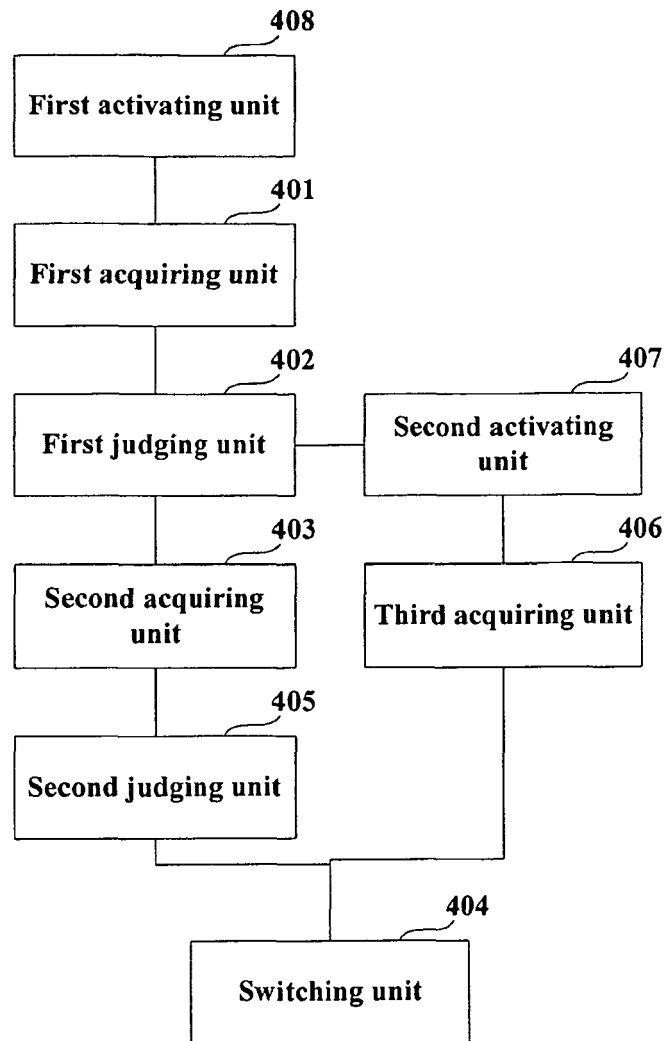 408
First activating unit
401
First acquiring unit
402
First judging unit
407
Second activating
unit
403
Second acquiring
unit
406
Third acquiring unit
405
Second judging unit
404
Switching unit